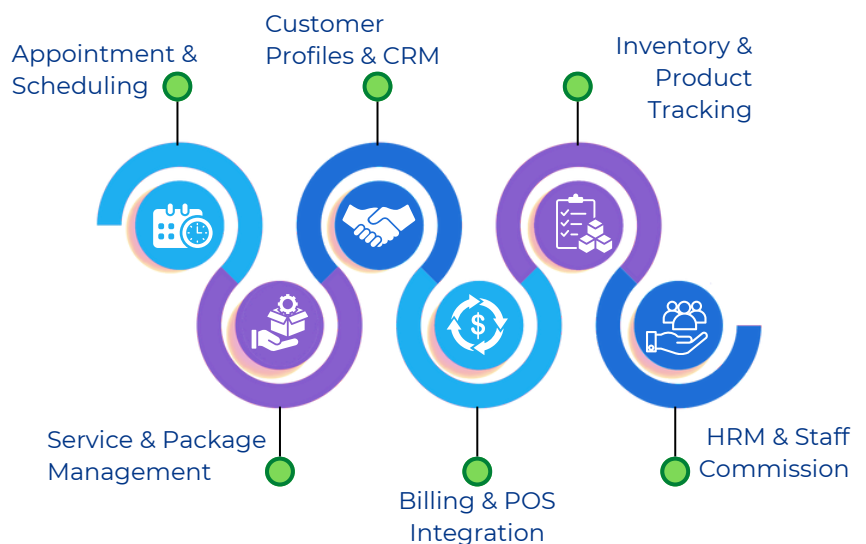 Appointment &
Scheduling
Service & Package
Management
Customer
Profiles & CRM
$
Billing & POS
Integration
Inventory &
Product
Tracking
HRM & Staff
Commission